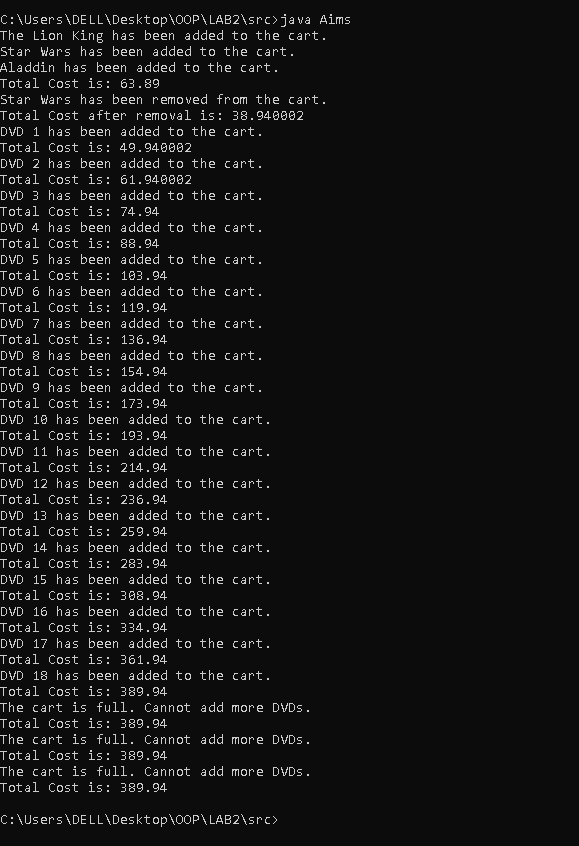 C:\Users\DELL\Desktop\OOP\LAB2\src>java Aims
The Lion King has been added to the cart.
Star Wars has been added to the cart.
Aladdin has been added to the cart.
Total Cost is: 63.89
Star Wars has been removed from the cart.
Total Cost after removal is: 38.940002
DVD 1 has been added to the cart.
Total Cost is: 49.940002
DVD 2 has been added to the cart.
Total Cost is: 61.940002
DVD 3 has been added to the cart.
Total Cost is: 74.94
DVD 4 has been added to the cart.
Total Cost is: 88.94
DVD 5 has been added to the cart.
Total Cost is: 103.94
DVD 6 has been added to the cart.
Total Cost is: 119.94
DVD 7 has been added to the cart.
Total Cost is: 136.94
DVD 8 has been added to the cart.
Total Cost is: 154.94
DVD 9 has been added to the cart.
Total Cost is: 173.94
DVD 10 has been added to the cart.
Total Cost is: 193.94
DVD 11 has been added to the cart.
Total Cost is: 214.94
DVD 12 has been added to the cart.
Total Cost is: 236.94
DVD 13 has been added to the cart.
Total Cost is: 259.94
DVD 14 has been added to the cart.
Total Cost is: 283.94
DVD 15 has been added to the cart.
Total Cost is: 308.94
DVD 16 has been added to the cart.
Total Cost is: 334.94
DVD 17 has been added to the cart.
Total Cost is: 361.94
DVD 18 has been added to the cart.
Total Cost is: 389.94
The cart is full. Cannot add more DVDs.
Total Cost is: 389.94
The cart is full. Cannot add more DVDs.
Total Cost is: 389.94
The cart is full. Cannot add more DVDs.
Total Cost is: 389.94
C:\Users\DELL\Desktop\OOP\LAB2\src>